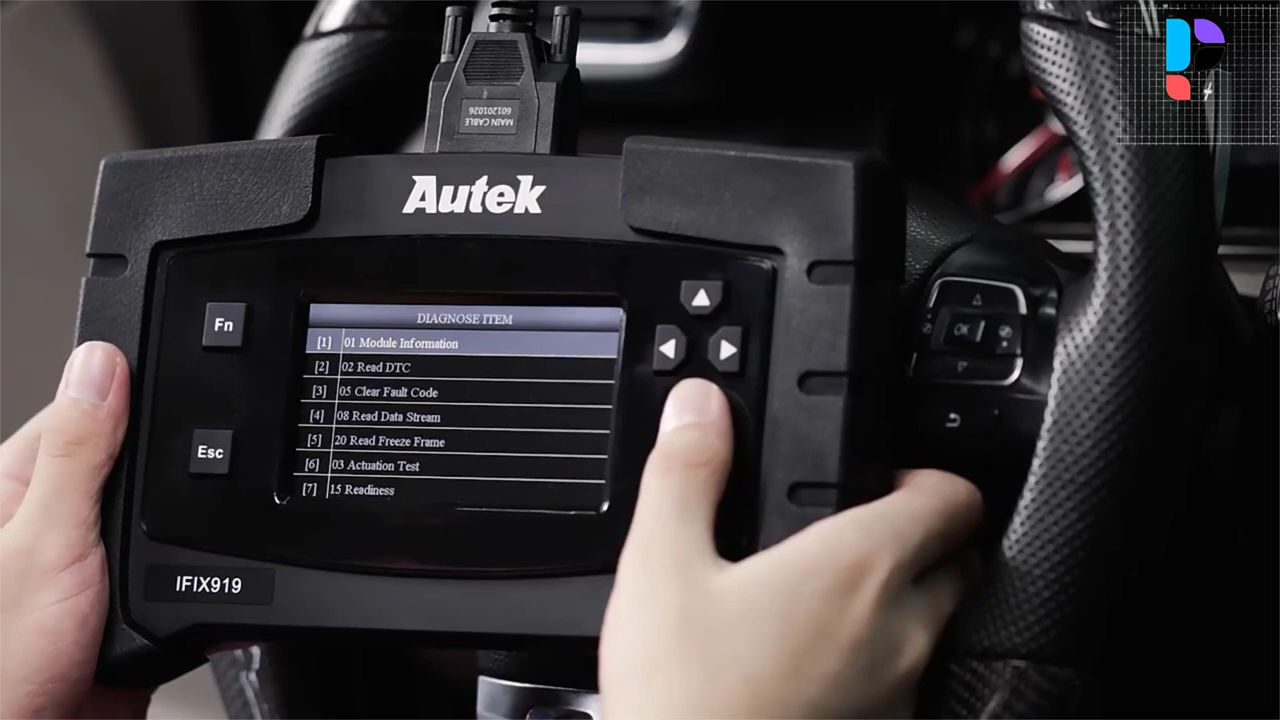 MAIN CABLE
601201026
Autek
Fn
Esc
DIAGNOSE ITEM
[1] 01 Module Information
[2] 02 Read DTC
[3] 05 Clear Fault Code
[4] 08 Read Data Stream
[5] 20 Read Freeze Frame
[6] 03 Actuation Test
[7] 15 Readiness
IFIX919
OK